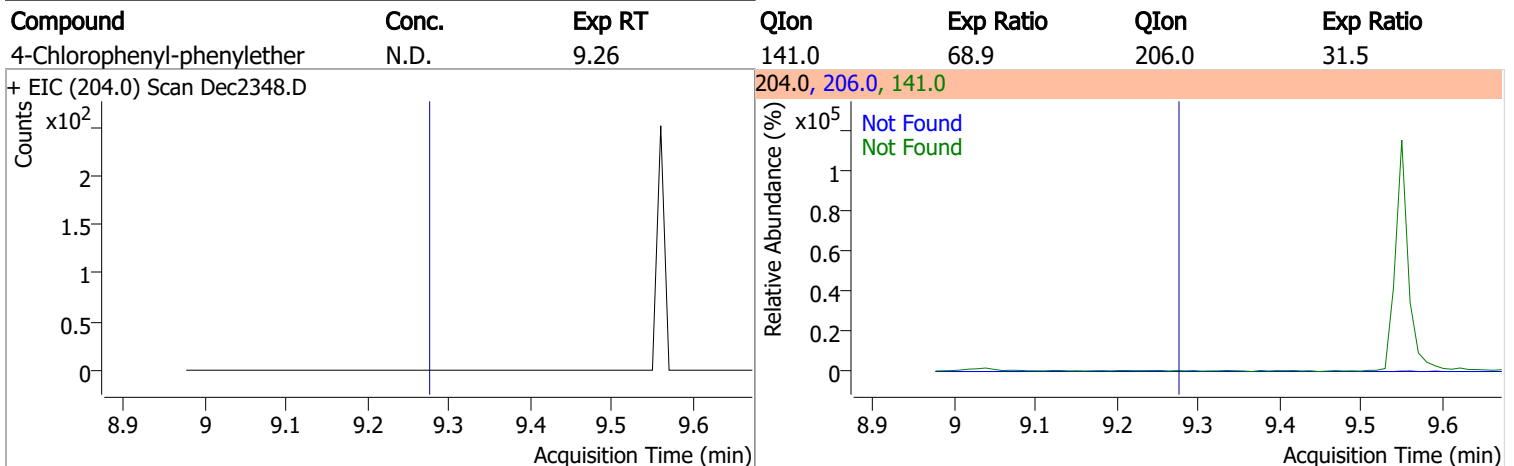 Compound Conc. Exp RT QIon Exp Ratio QIon Exp Ratio
4-Chlorophenyl-phenylether N.D. 9.26 141.0 68.9 206.0 31.5
+ EIC (204.0) Scan Dec2348.D
Counts
x10²
2
1.5
1
0.5
0
8.9 9 9.1 9.2 9.3 9.4 9.5 9.6
Acquisition Time (min)
204.0, 206.0, 141.0
Relative Abundance (%)
x10⁵
Not Found
Not Found
1
0.8
0.6
0.4
0.2
0
8.9 9 9.1 9.2 9.3 9.4 9.5 9.6
Acquisition Time (min)